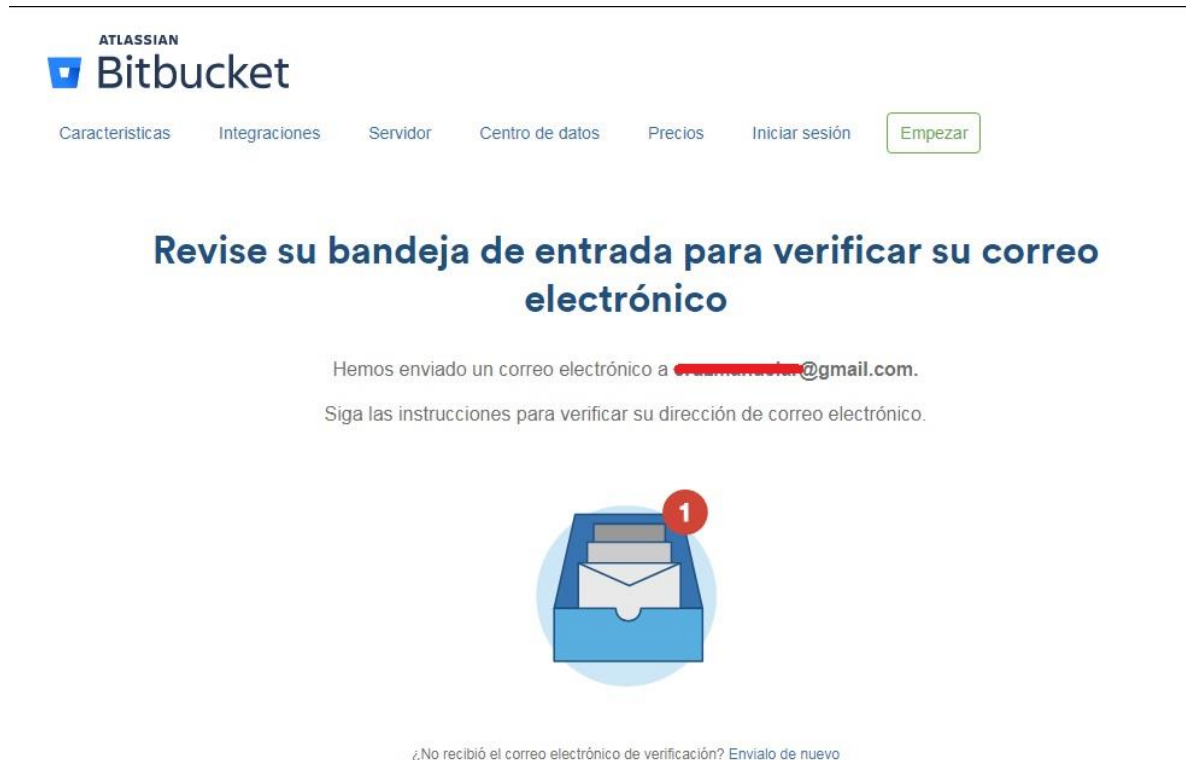 ATLASSIAN
Bitbucket
Características Integraciones Servidor Centro de datos Precios Iniciar sesión Empezar
Revise su bandeja de entrada para verificar su correo
electrónico
Hemos enviado un correo electrónico a @gmail.com.
Siga las instrucciones para verificar su dirección de correo electrónico.
1
¿No recibió el correo electrónico de verificación? Envialo de nuevo